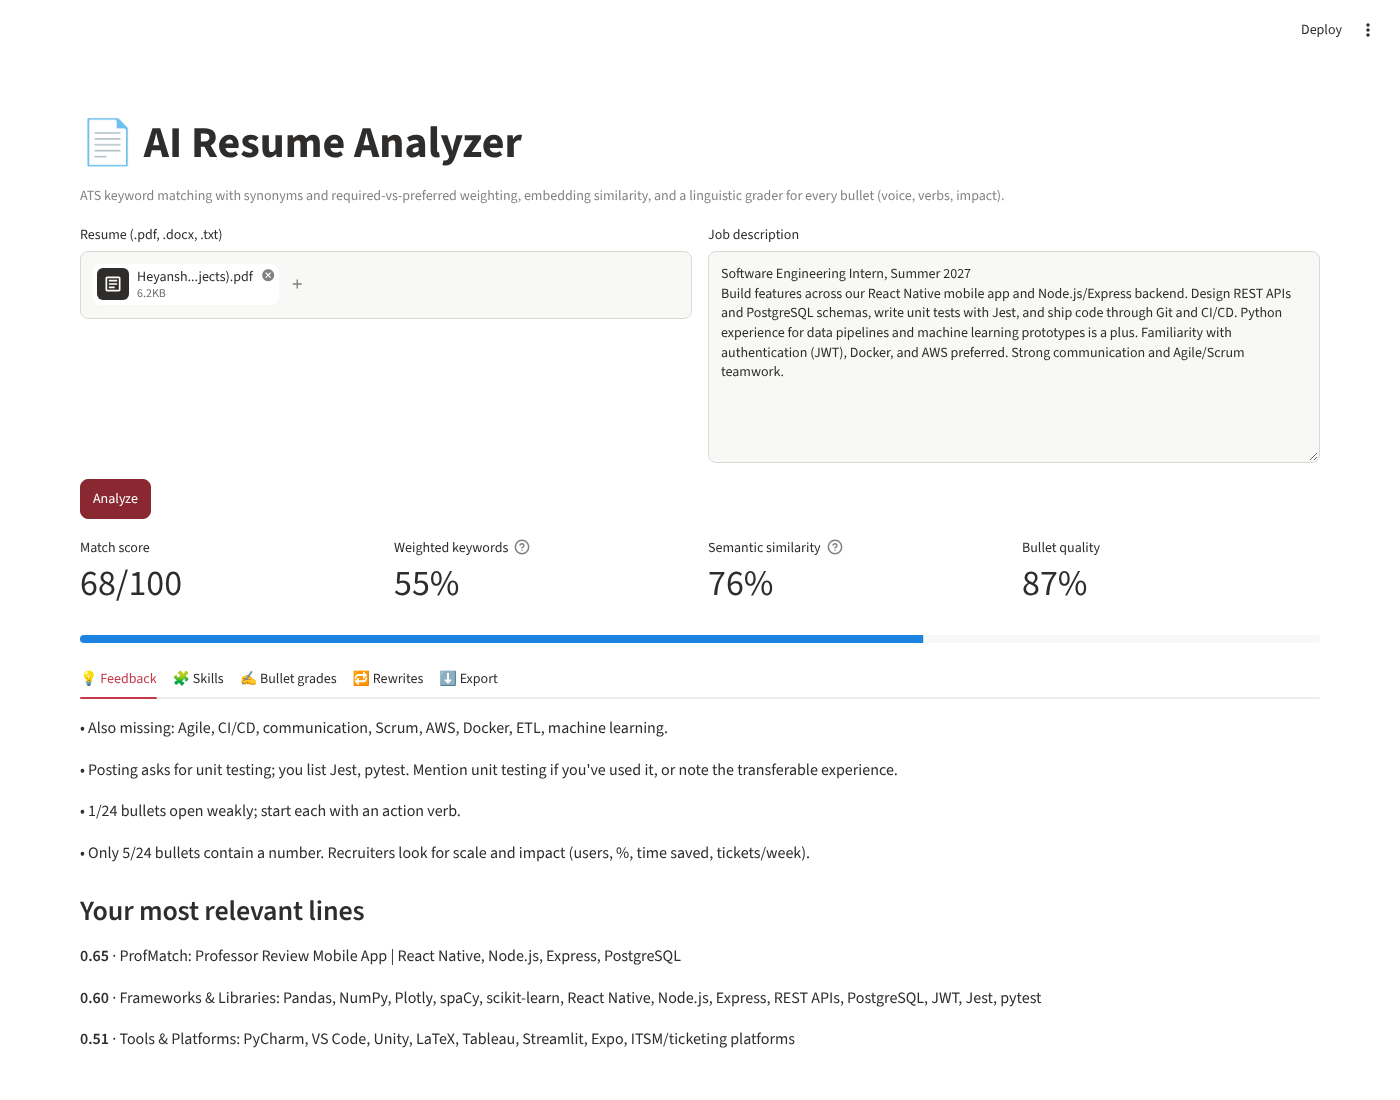 Deploy
AI Resume Analyzer
ATS keyword matching with synonyms and required-vs-preferred weighting, embedding similarity, and a linguistic grader for every bullet (voice, verbs, impact).
Resume (.pdf, .docx, .txt)
Heyansh...jects).pdf
6.2KB
Job description
Software Engineering Intern, Summer 2027
Build features across our React Native mobile app and Node.js/Express backend. Design REST APIs
and PostgreSQL schemas, write unit tests with Jest, and ship code through Git and CI/CD. Python
experience for data pipelines and machine learning prototypes is a plus. Familiarity with
authentication (JWT), Docker, and AWS preferred. Strong communication and Agile/Scrum
teamwork.
Analyze
Match score
68/100
Weighted keywords
55%
Semantic similarity
76%
Bullet quality
87%
Feedback
Skills
Bullet grades
Rewrites
Export
• Also missing: Agile, CI/CD, communication, Scrum, AWS, Docker, ETL, machine learning.
• Posting asks for unit testing; you list Jest, pytest. Mention unit testing if you've used it, or note the transferable experience.
• 1/24 bullets open weakly; start each with an action verb.
• Only 5/24 bullets contain a number. Recruiters look for scale and impact (users, %, time saved, tickets/week).
Your most relevant lines
0.65 · ProfMatch: Professor Review Mobile App | React Native, Node.js, Express, PostgreSQL
0.60 · Frameworks & Libraries: Pandas, NumPy, Plotly, spaCy, scikit-learn, React Native, Node.js, Express, REST APIs, PostgreSQL, JWT, Jest, pytest
0.51 · Tools & Platforms: PyCharm, VS Code, Unity, LaTeX, Tableau, Streamlit, Expo, ITSM/ticketing platforms